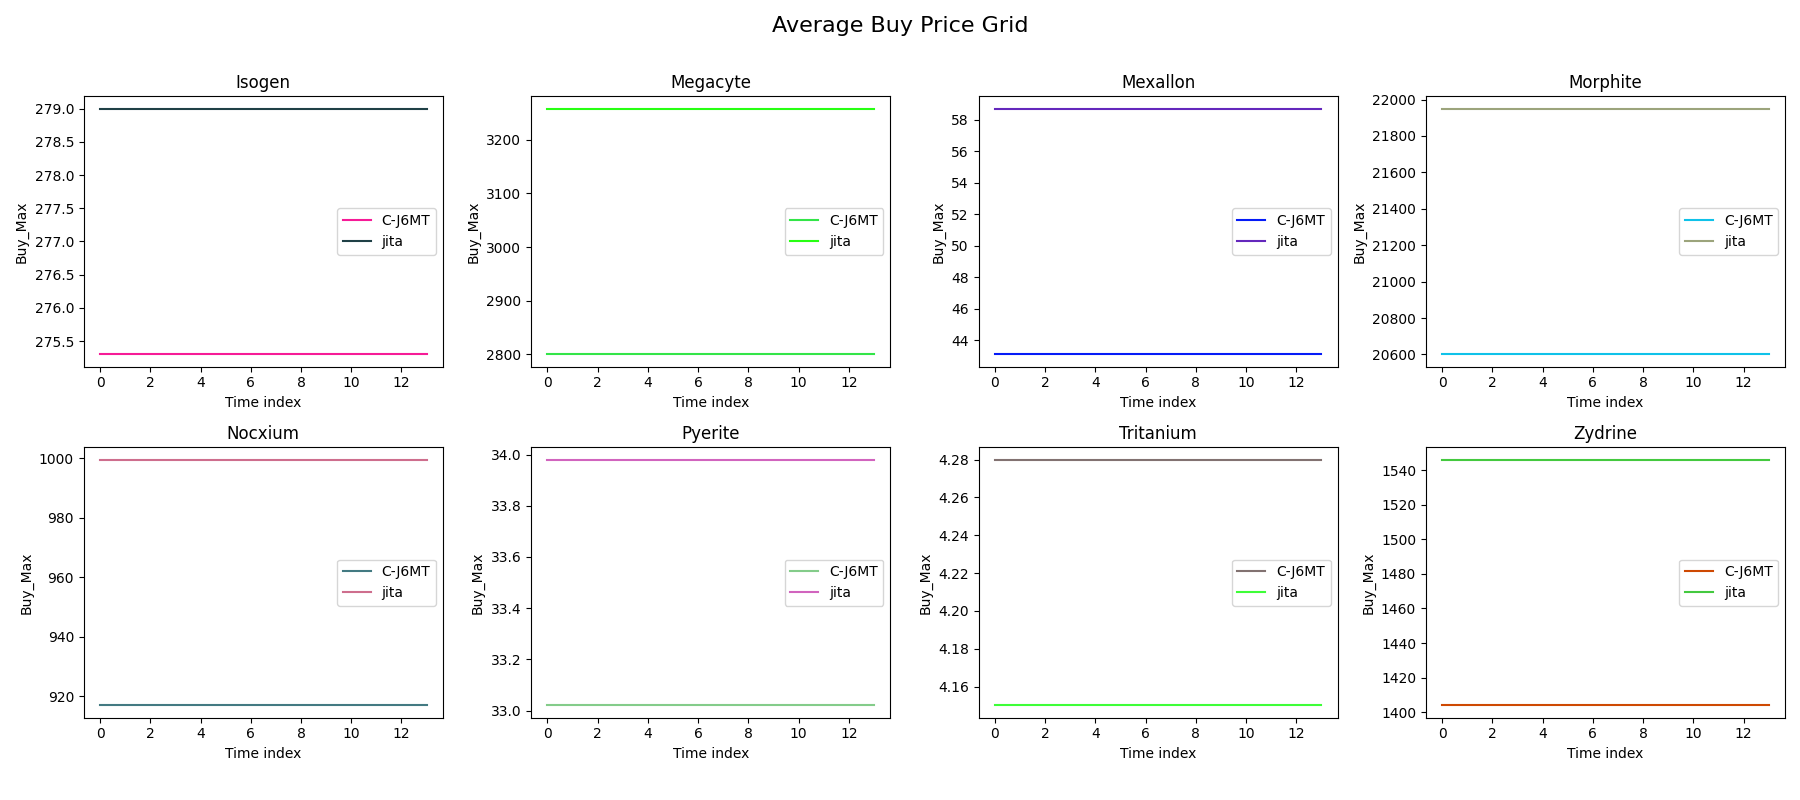 Average Buy Price Grid
Isogen
279.0
278.5
278.0
277.5
277.0
276.5
276.0
275.5
Buy_Max
C-J6MT
jita
0 2 4 6 8 10 12
Time index
Megacyte
3200
3100
3000
2900
2800
Buy_Max
C-J6MT
jita
0 2 4 6 8 10 12
Time index
Mexallon
58
56
54
52
50
48
46
44
Buy_Max
C-J6MT
jita
0 2 4 6 8 10 12
Time index
Morphite
22000
21800
21600
21400
21200
21000
20800
20600
Buy_Max
C-J6MT
jita
0 2 4 6 8 10 12
Time index
Nocxium
1000
980
960
940
920
Buy_Max
C-J6MT
jita
0 2 4 6 8 10 12
Time index
Pyerite
34.0
33.8
33.6
33.4
33.2
33.0
Buy_Max
C-J6MT
jita
0 2 4 6 8 10 12
Time index
Tritanium
4.28
4.26
4.24
4.22
4.20
4.18
4.16
Buy_Max
C-J6MT
jita
0 2 4 6 8 10 12
Time index
Zydrine
1540
1520
1500
1480
1460
1440
1420
1400
Buy_Max
C-J6MT
jita
0 2 4 6 8 10 12
Time index